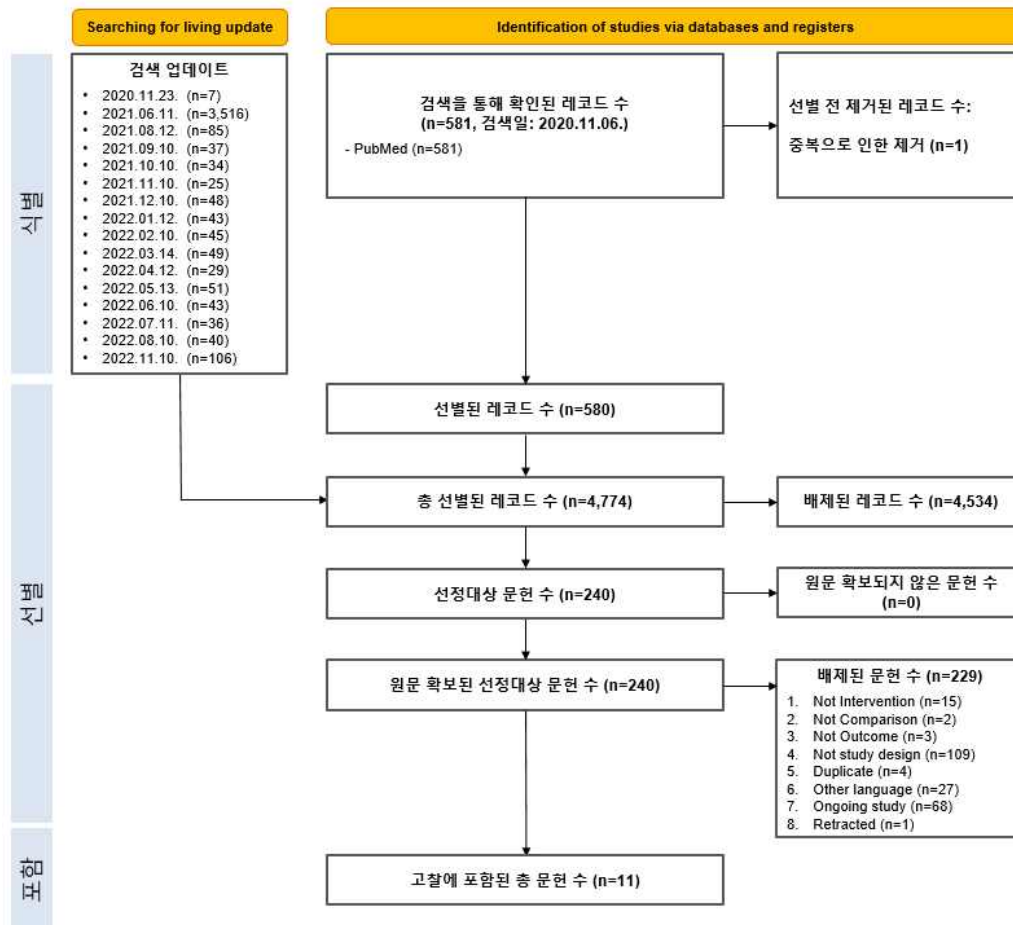 Searching for living update
Identification of studies via databases and registers
식별
검색 업데이트
• 2020.11.23. (n=7)
• 2021.06.11. (n=3,516)
• 2021.08.12. (n=85)
• 2021.09.10. (n=37)
• 2021.10.10. (n=34)
• 2021.11.10. (n=25)
• 2021.12.10. (n=48)
• 2022.01.12. (n=43)
• 2022.02.10. (n=45)
• 2022.03.14. (n=49)
• 2022.04.12. (n=29)
• 2022.05.13. (n=51)
• 2022.06.10. (n=43)
• 2022.07.11. (n=36)
• 2022.08.10. (n=40)
• 2022.11.10. (n=106)
검색을 통해 확인된 레코드 수
(n=581, 검색일: 2020.11.06.)
- PubMed (n=581)
선별 전 제거된 레코드 수:
중복으로 인한 제거 (n=1)
선별
선별된 레코드 수 (n=580)
총 선별된 레코드 수 (n=4,774)
배제된 레코드 수 (n=4,534)
선정대상 문헌 수 (n=240)
원문 확보되지 않은 문헌 수
(n=0)
원문 확보된 선정대상 문헌 수 (n=240)
배제된 문헌 수 (n=229)
1. Not Intervention (n=15)
2. Not Comparison (n=2)
3. Not Outcome (n=3)
4. Not study design (n=109)
5. Duplicate (n=4)
6. Other language (n=27)
7. Ongoing study (n=68)
8. Retracted (n=1)
포함
고찰에 포함된 총 문헌 수 (n=11)